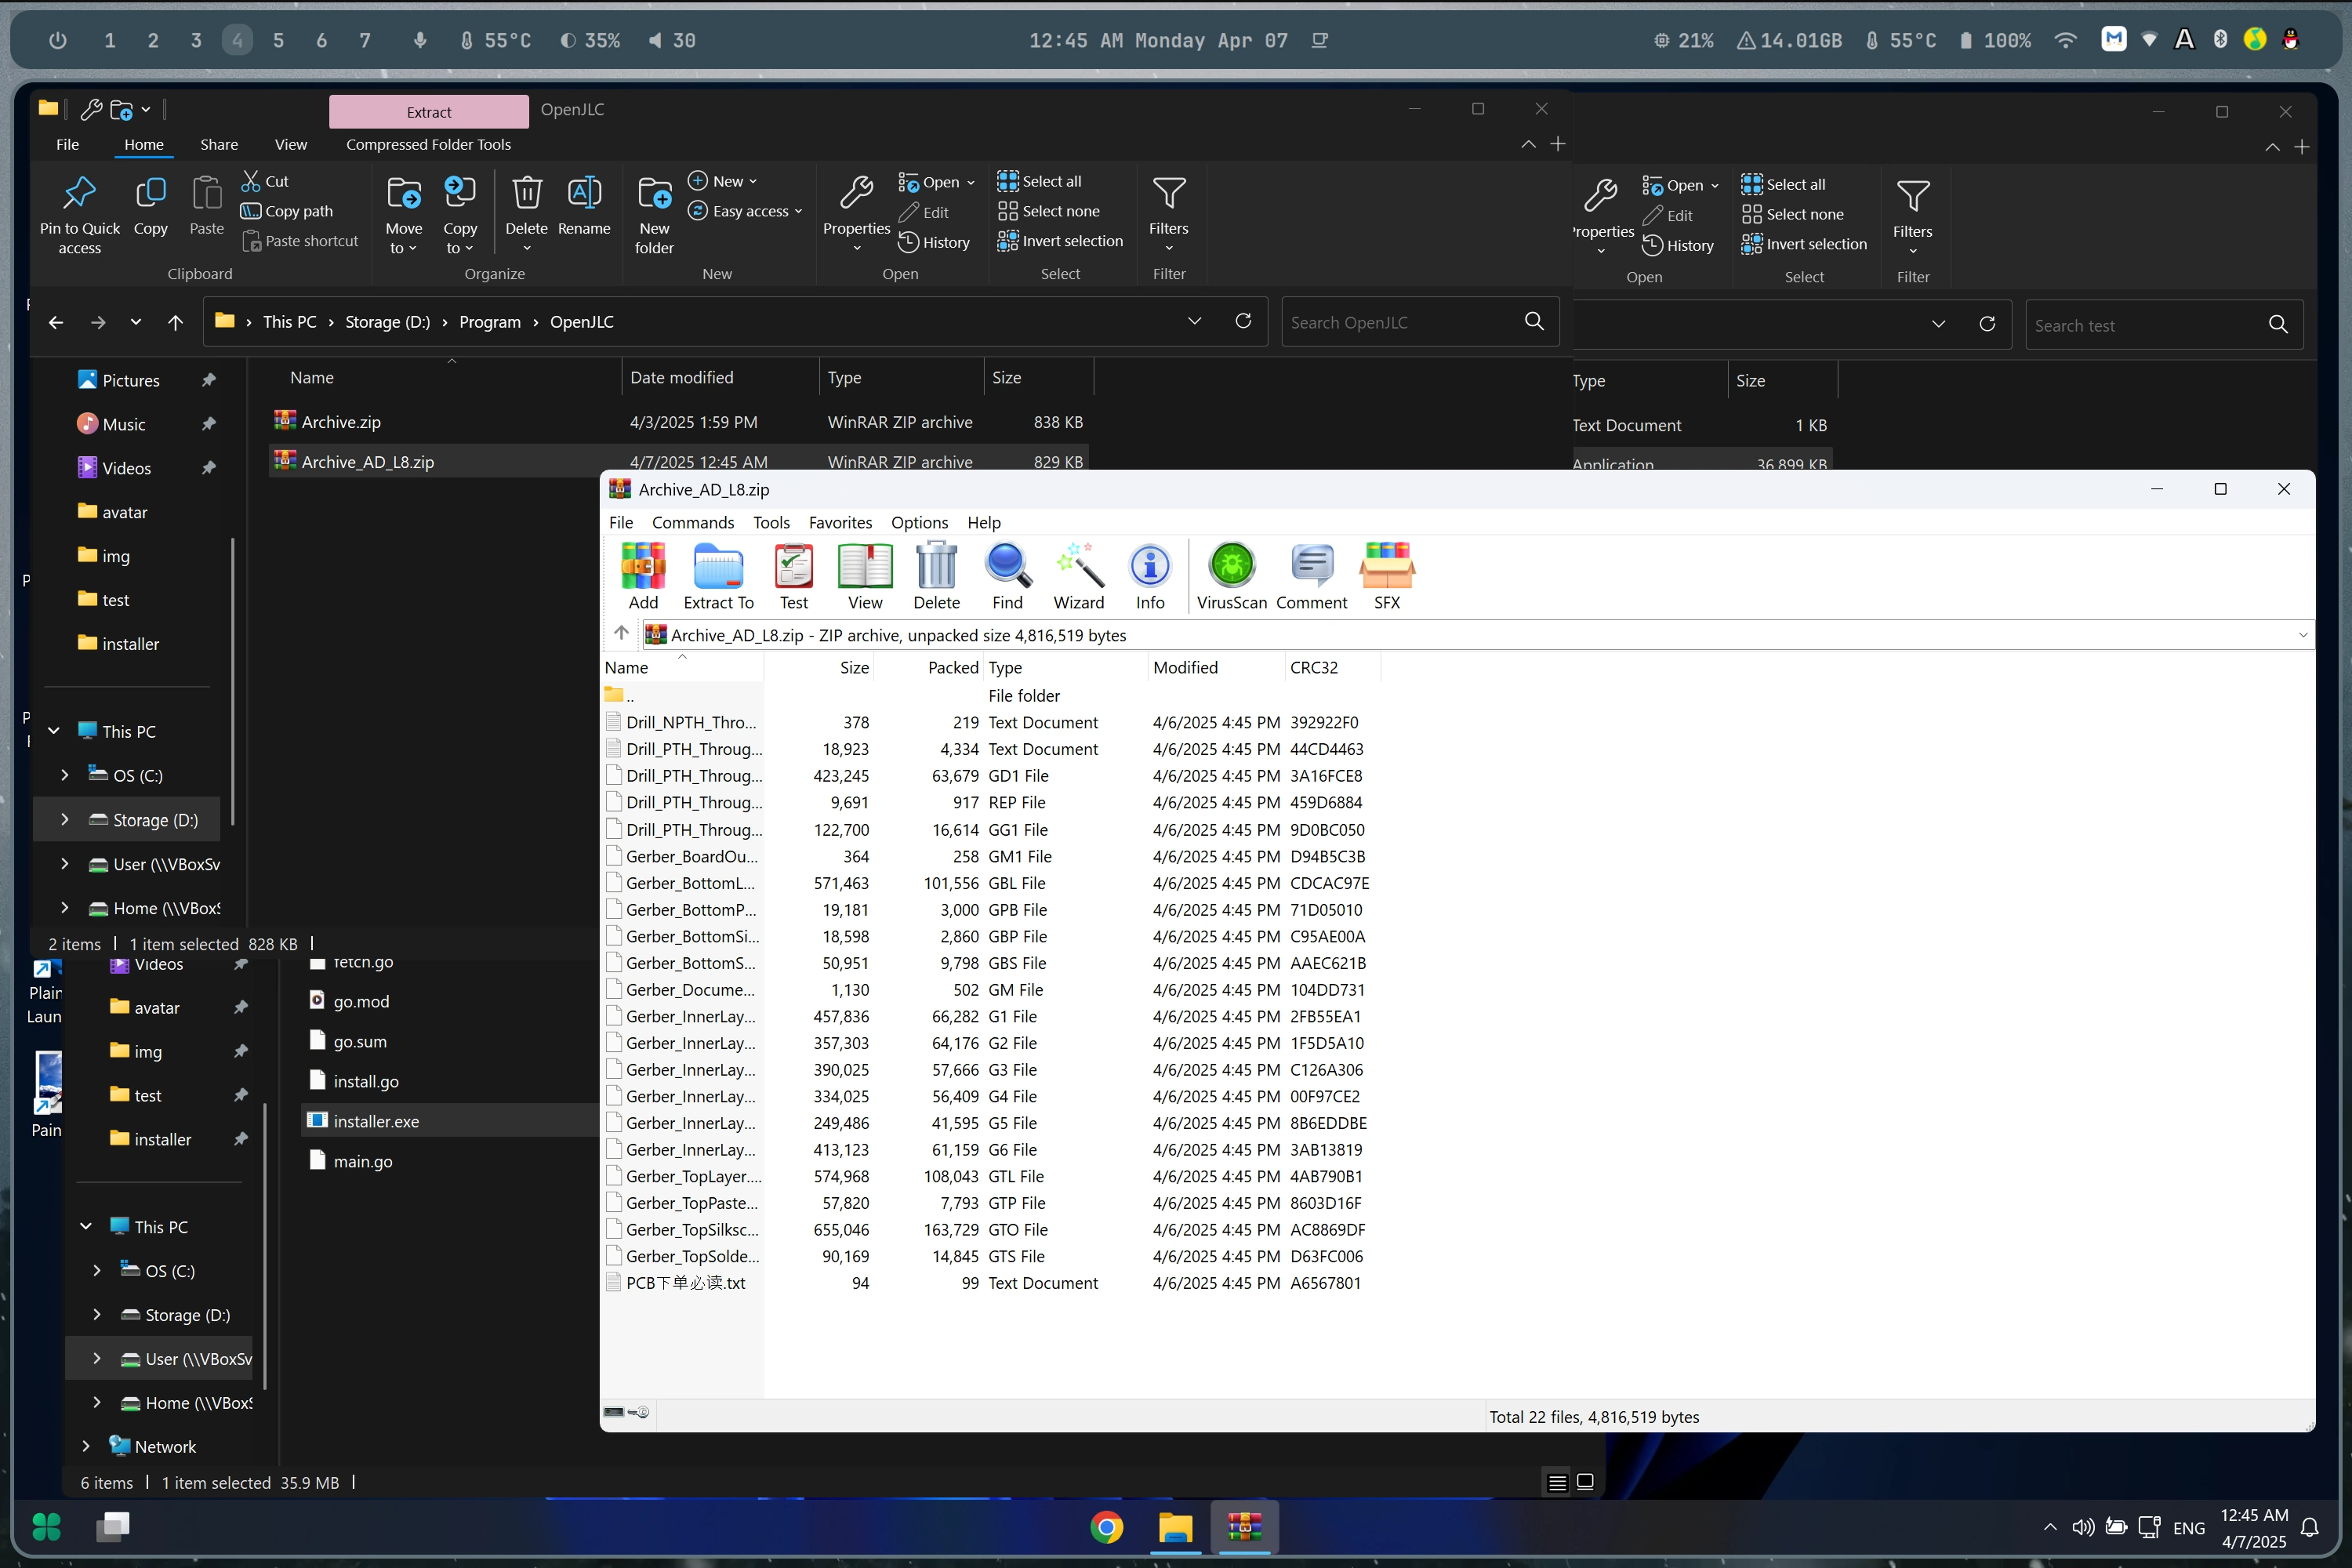 1 2 3 4 5 6 7 55°C 35% 30
12:45 AM Monday Apr 07
21% 14.01GB 55°C 100% A
Extract OpenJLC
File Home Share View Compressed Folder Tools
Pin to Quick access
Copy
Paste
Cut
Copy path
Paste shortcut
Clipboard
Move to
Copy to
Delete
Rename
Organize
New folder
New
Easy access
New
Properties
Open
Edit
History
Open
Select all
Select none
Invert selection
Select
Filters
Filter
Properties
Open
Edit
History
Open
Select all
Select none
Invert selection
Select
Filters
Filter
This PC › Storage (D:) › Program › OpenJLC
Search OpenJLC
Search test
Pictures
Music
Videos
avatar
img
test
installer
This PC
OS (C:)
Storage (D:)
User (\\VBoxSv
Home (\\VBoxS
Name Date modified Type Size
Archive.zip 4/3/2025 1:59 PM WinRAR ZIP archive 838 KB
Archive_AD_L8.zip 4/7/2025 12:45 AM WinRAR ZIP archive 829 KB
Type Size
Text Document 1 KB
Application 36,899 KB
2 items 1 item selected 828 KB
Archive_AD_L8.zip
File Commands Tools Favorites Options Help
Add Extract To Test View Delete Find Wizard Info VirusScan Comment SFX
Archive_AD_L8.zip - ZIP archive, unpacked size 4,816,519 bytes
Name Size Packed Type Modified CRC32
.. File folder
Drill_NPTH_Thro... 378 219 Text Document 4/6/2025 4:45 PM 392922F0
Drill_PTH_Throug... 18,923 4,334 Text Document 4/6/2025 4:45 PM 44CD4463
Drill_PTH_Throug... 423,245 63,679 GD1 File 4/6/2025 4:45 PM 3A16FCE8
Drill_PTH_Throug... 9,691 917 REP File 4/6/2025 4:45 PM 459D6884
Drill_PTH_Throug... 122,700 16,614 GG1 File 4/6/2025 4:45 PM 9D0BC050
Gerber_BoardOu... 364 258 GM1 File 4/6/2025 4:45 PM D94B5C3B
Gerber_BottomL... 571,463 101,556 GBL File 4/6/2025 4:45 PM CDCAC97E
Gerber_BottomP... 19,181 3,000 GPB File 4/6/2025 4:45 PM 71D05010
Gerber_BottomSi... 18,598 2,860 GBP File 4/6/2025 4:45 PM C95AE00A
Gerber_BottomS... 50,951 9,798 GBS File 4/6/2025 4:45 PM AAEC621B
Gerber_Docume... 1,130 502 GM File 4/6/2025 4:45 PM 104DD731
Gerber_InnerLay... 457,836 66,282 G1 File 4/6/2025 4:45 PM 2FB55EA1
Gerber_InnerLay... 357,303 64,176 G2 File 4/6/2025 4:45 PM 1F5D5A10
Gerber_InnerLay... 390,025 57,666 G3 File 4/6/2025 4:45 PM C126A306
Gerber_InnerLay... 334,025 56,409 G4 File 4/6/2025 4:45 PM 00F97CE2
Gerber_InnerLay... 249,486 41,595 G5 File 4/6/2025 4:45 PM 8B6EDDBE
Gerber_InnerLay... 413,123 61,159 G6 File 4/6/2025 4:45 PM 3AB13819
Gerber_TopLayer.... 574,968 108,043 GTL File 4/6/2025 4:45 PM 4AB790B1
Gerber_TopPaste... 57,820 7,793 GTP File 4/6/2025 4:45 PM 8603D16F
Gerber_TopSilksc... 655,046 163,729 GTO File 4/6/2025 4:45 PM AC8869DF
Gerber_TopSolde... 90,169 14,845 GTS File 4/6/2025 4:45 PM D63FC006
PCB下单必读.txt 94 99 Text Document 4/6/2025 4:45 PM A6567801
Total 22 files, 4,816,519 bytes
Plain
Laun
Pain
Videos
avatar
img
test
installer
This PC
OS (C:)
Storage (D:)
User (\\VBoxSv
Home (\\VBoxS
Network
fetch.go
go.mod
go.sum
install.go
installer.exe
main.go
6 items 1 item selected 35.9 MB
ENG
12:45 AM
4/7/2025